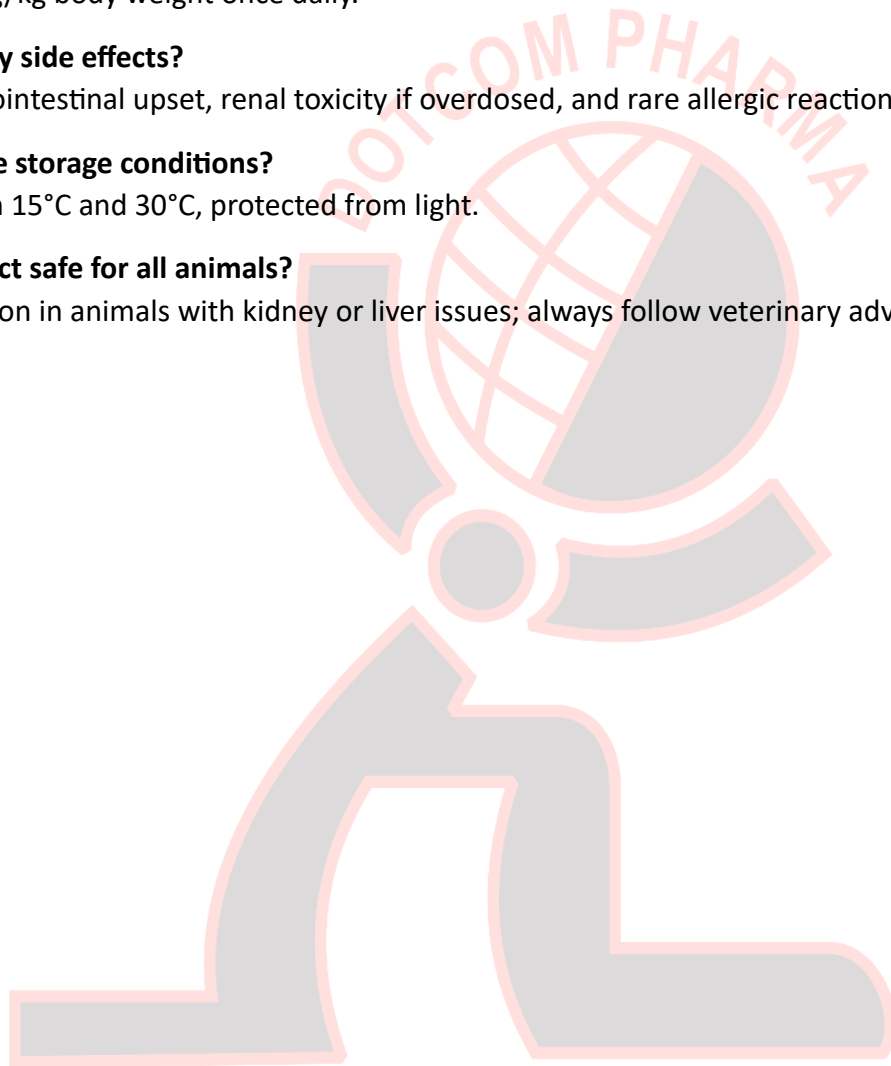 /kg body weight once daily.
y side effects?
ointestinal upset, renal toxicity if overdosed, and rare allergic reaction
e storage conditions?
15°C and 30°C, protected from light.
ct safe for all animals?
on in animals with kidney or liver issues; always follow veterinary adv
DOTCOM PHARMA